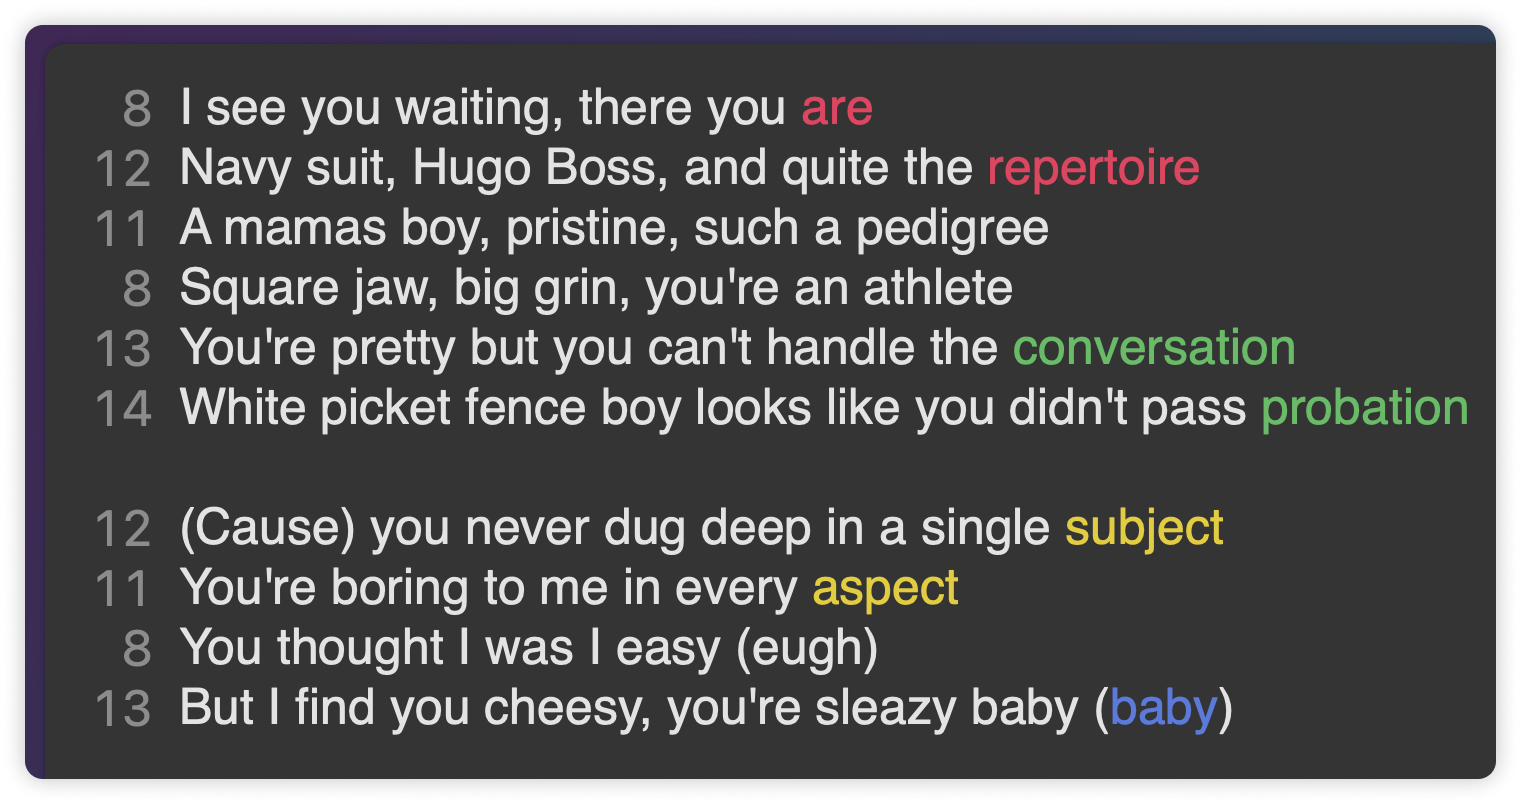 8 I see you waiting, there you are
12 Navy suit, Hugo Boss, and quite the repertoire
11 A mamas boy, pristine, such a pedigree
8 Square jaw, big grin, you're an athlete
13 You're pretty but you can't handle the conversation
14 White picket fence boy looks like you didn't pass probation
12 (Cause) you never dug deep in a single subject
11 You're boring to me in every aspect
8 You thought I was I easy (eugh)
13 But I find you cheesy, you're sleazy baby (baby)